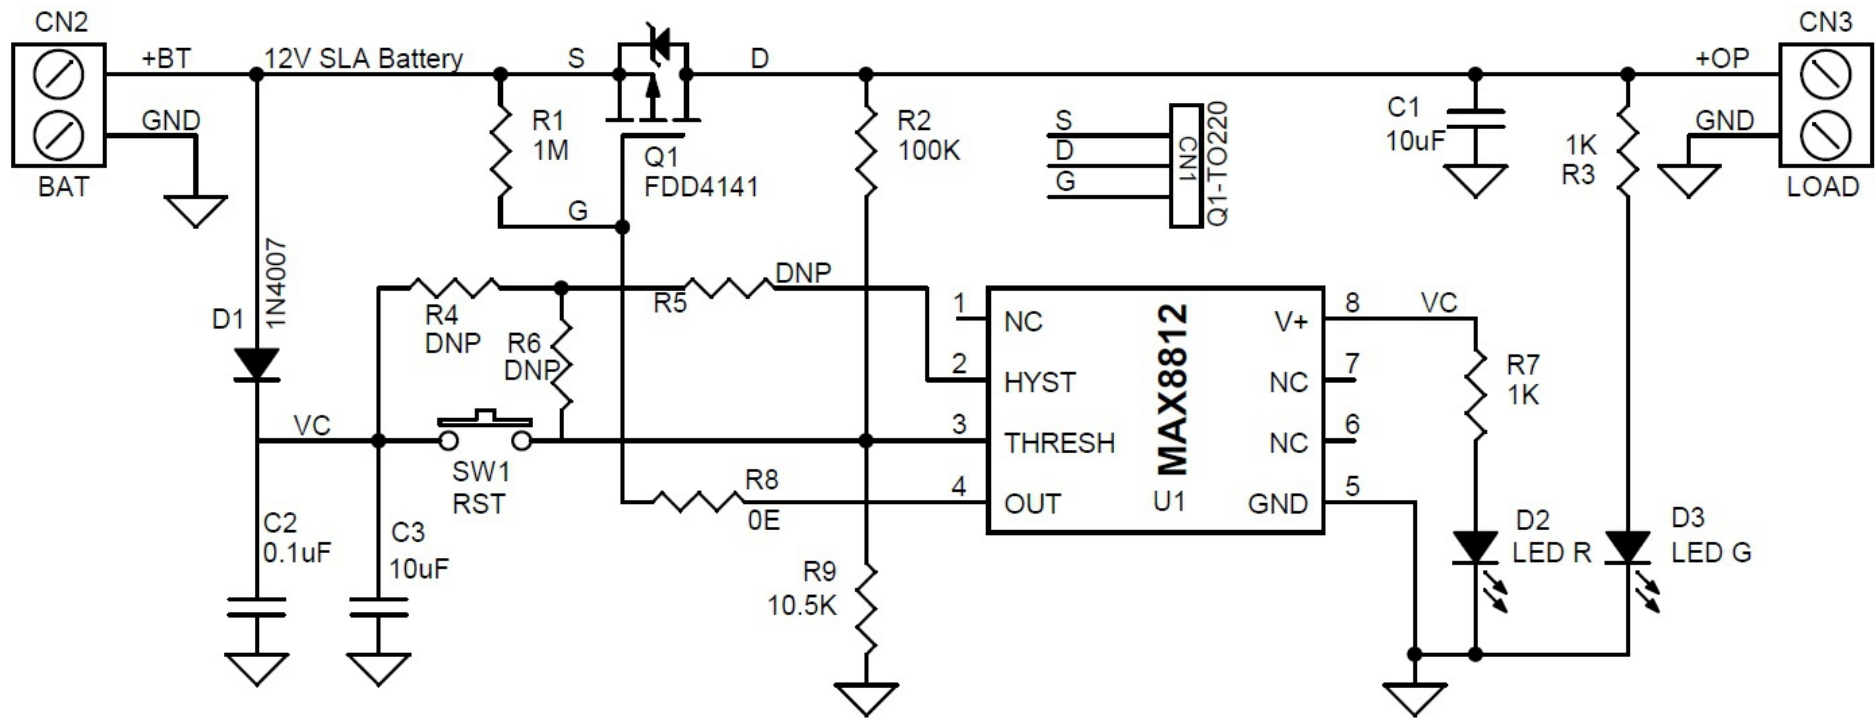 CN2
+BT
12V SLA Battery
S
D
+OP
CN3
GND
BAT
R1
1M
Q1
FDD4141
R2
100K
S
D
G
CN1
Q1-TO220
C1
10uF
1K
R3
GND
LOAD
G
D1
1N4007
R4
DNP
R5
DNP
R6
DNP
VC
SW1
RST
R8
0E
C2
0.1uF
C3
10uF
R9
10.5K
1
NC
2
HYST
3
THRESH
4
OUT
MAX8812
U1
V+
8
NC
7
NC
6
GND
5
VC
R7
1K
D2
LED R
D3
LED G